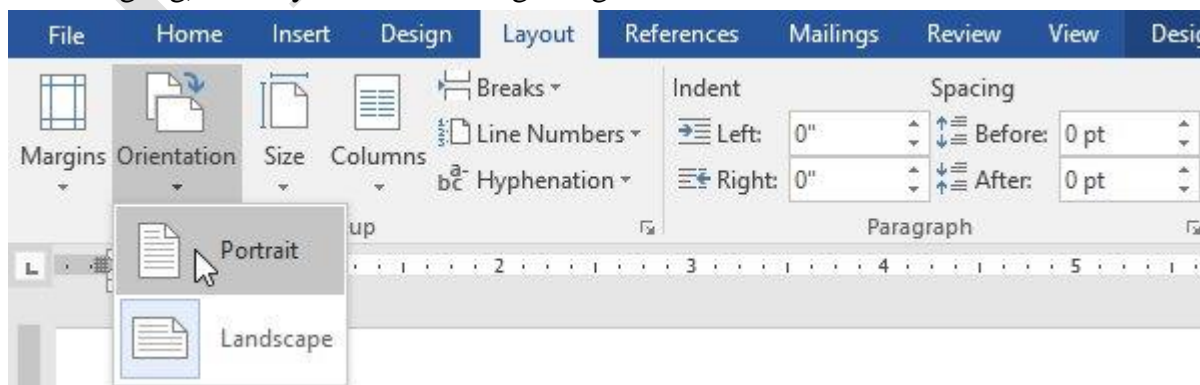 File Home Insert Design Layout References Mailings Review View Desig
Breaks Indent Spacing
Line Numbers Left: 0" Before: 0 pt
Margins Orientation Size Columns
Hyphenation Right: 0" After: 0 pt
up Paragraph
Portrait
2 3 4 5
Landscape